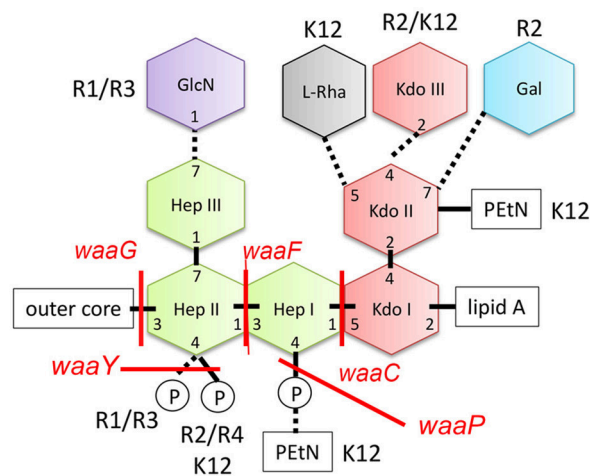 K12
R2/K12
R2
R1/R3
GlcN
1
L-Rha
Kdo III
2
Gal
7
Hep III
1
4
5
7
Kdo II
2
PEtN
K12
waaG
waaF
outer core
7
Hep II
3
1
4
Hep I
3
1
4
4
Kdo I
5
2
lipid A
waaY
waaC
P
P
P
R1/R3
R2/R4
K12
waaP
PEtN
K12